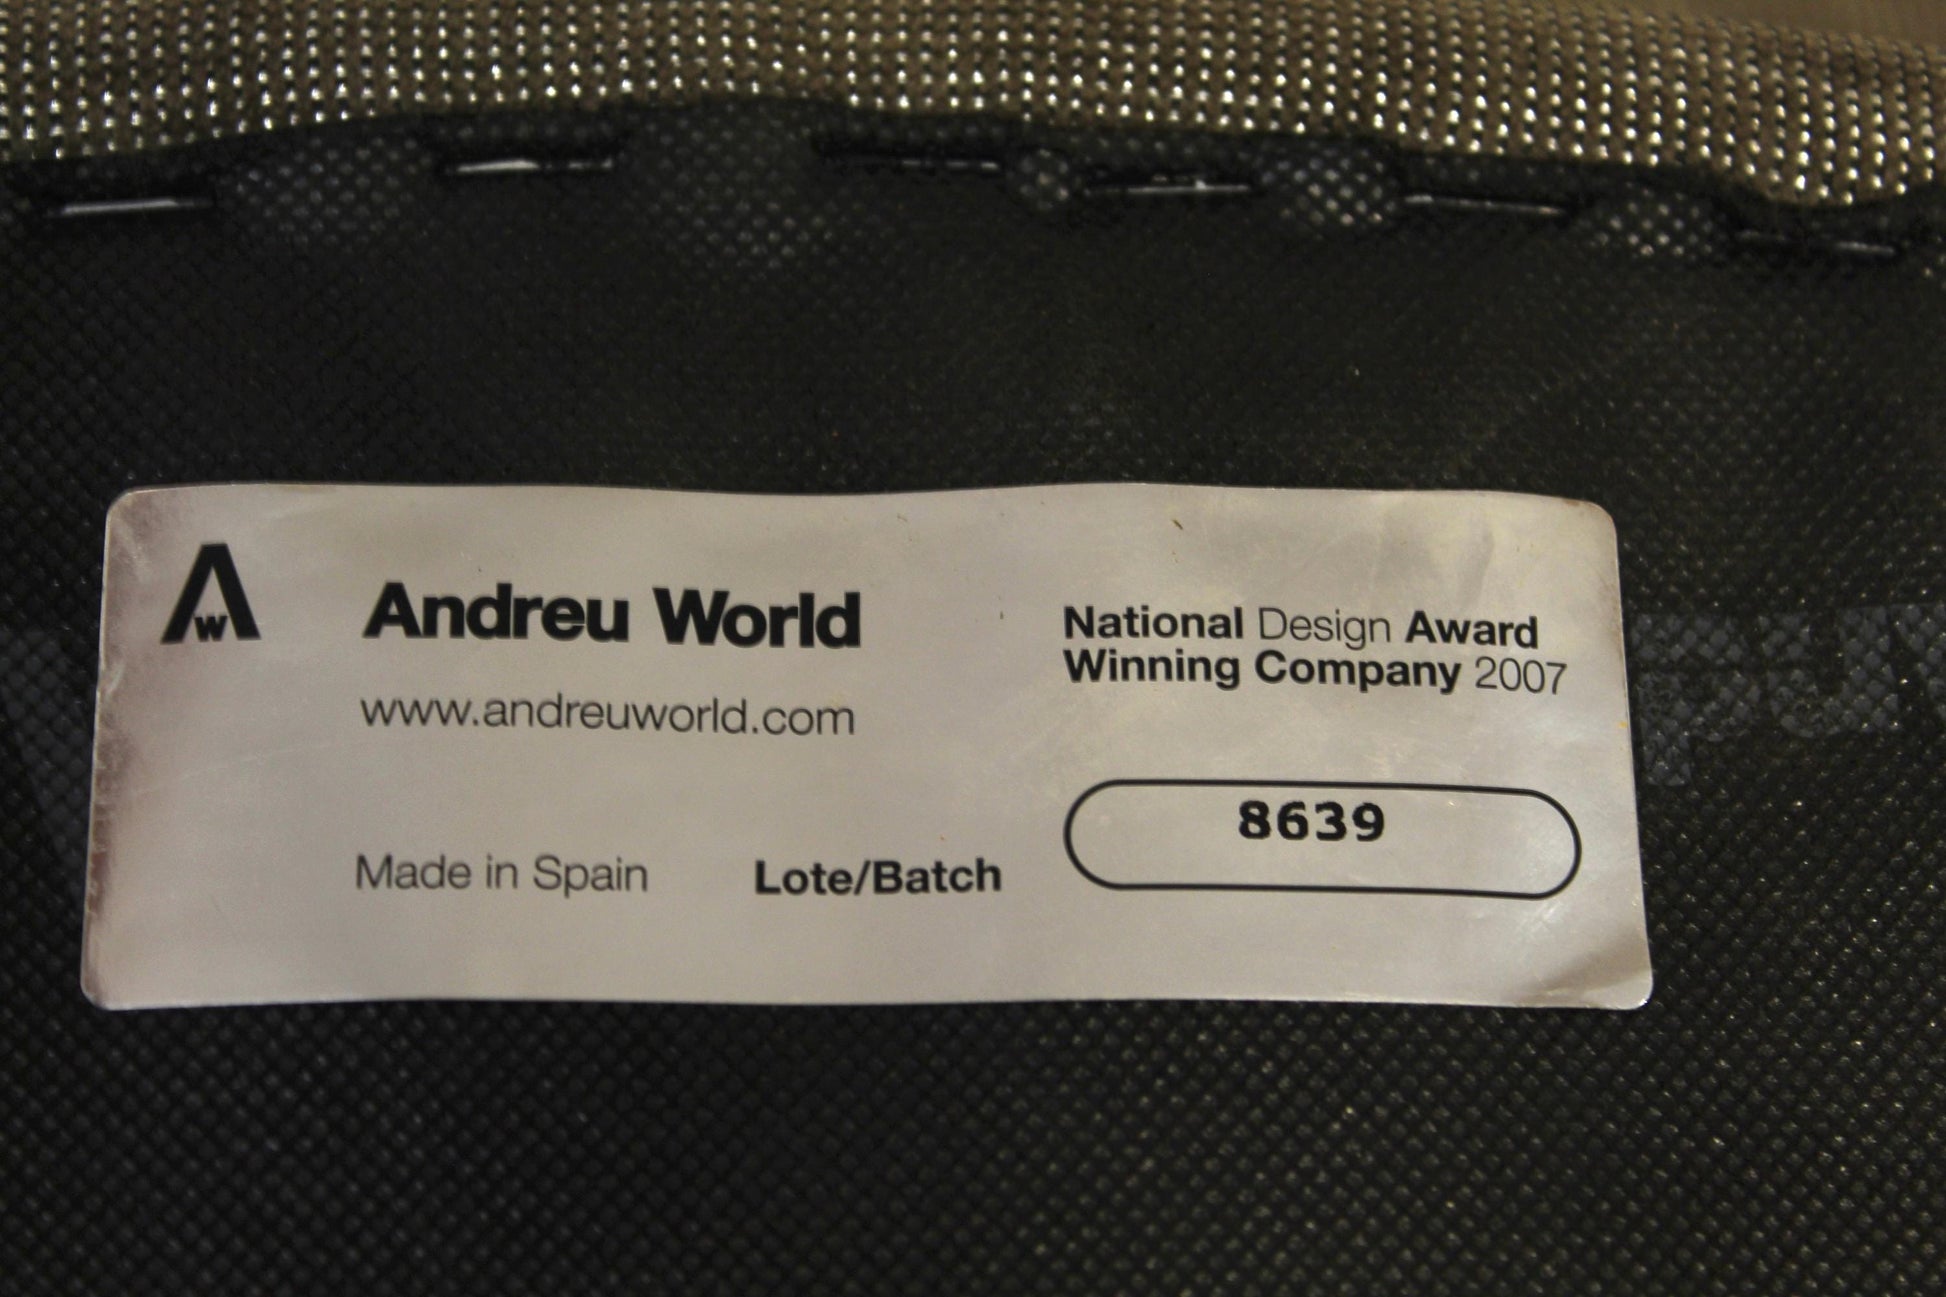 AW
Andreu World
www.andreuworld.com
National Design Award
Winning Company 2007
Made in Spain
Lote/Batch
8639